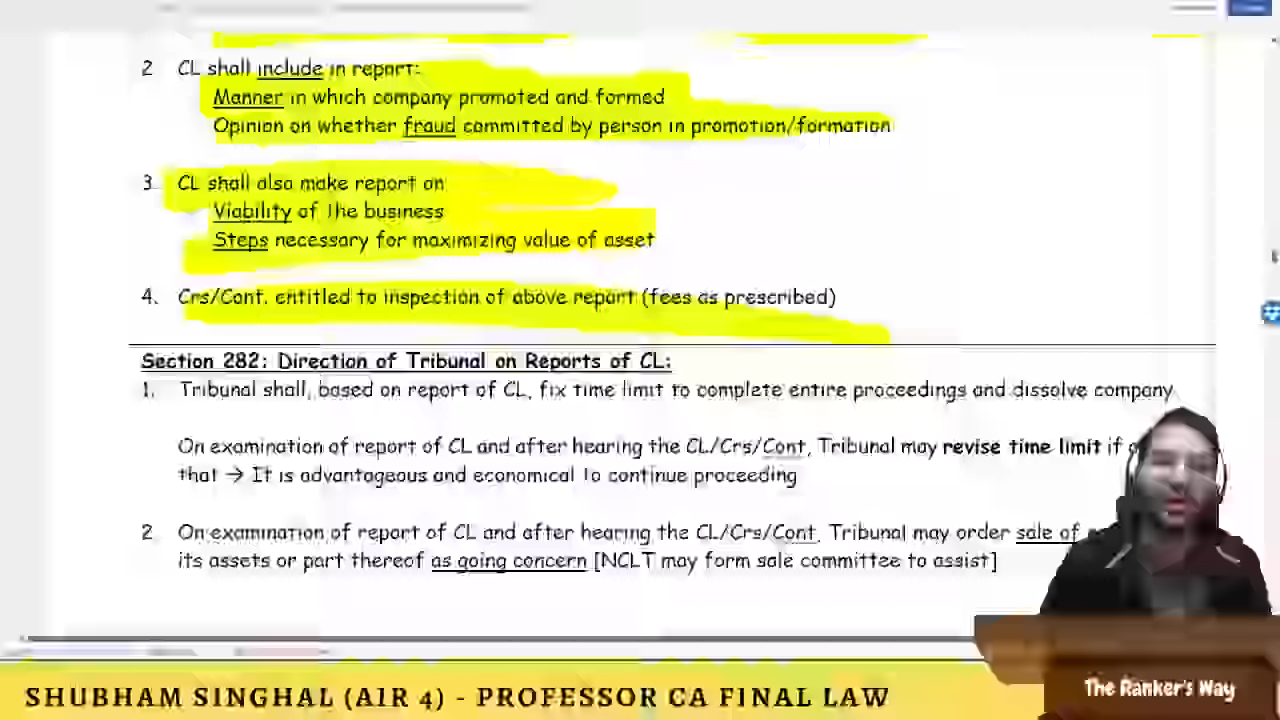 2 CL shall include in report:
Manner in which company promoted and formed
Opinion on whether fraud committed by person in promotion/formation
3. CL shall also make report on
Viability of the business
Steps necessary for maximizing value of asset
4. Crs/Cont. entitled to inspection of above report (fees as prescribed)
Section 282: Direction of Tribunal on Reports of CL:
1. Tribunal shall, based on report of CL, fix time limit to complete entire proceedings and dissolve company
On examination of report of CL and after hearing the CL/Crs/Cont, Tribunal may revise time limit if
that → It is advantageous and economical to continue proceeding
2. On examination of report of CL and after hearing the CL/Crs/Cont, Tribunal may order sale of
its assets or part thereof as going concern [NCLT may form sale committee to assist]
SHUBHAM SINGHAL (AIR 4) - PROFESSOR CA FINAL LAW
The Ranker's Way